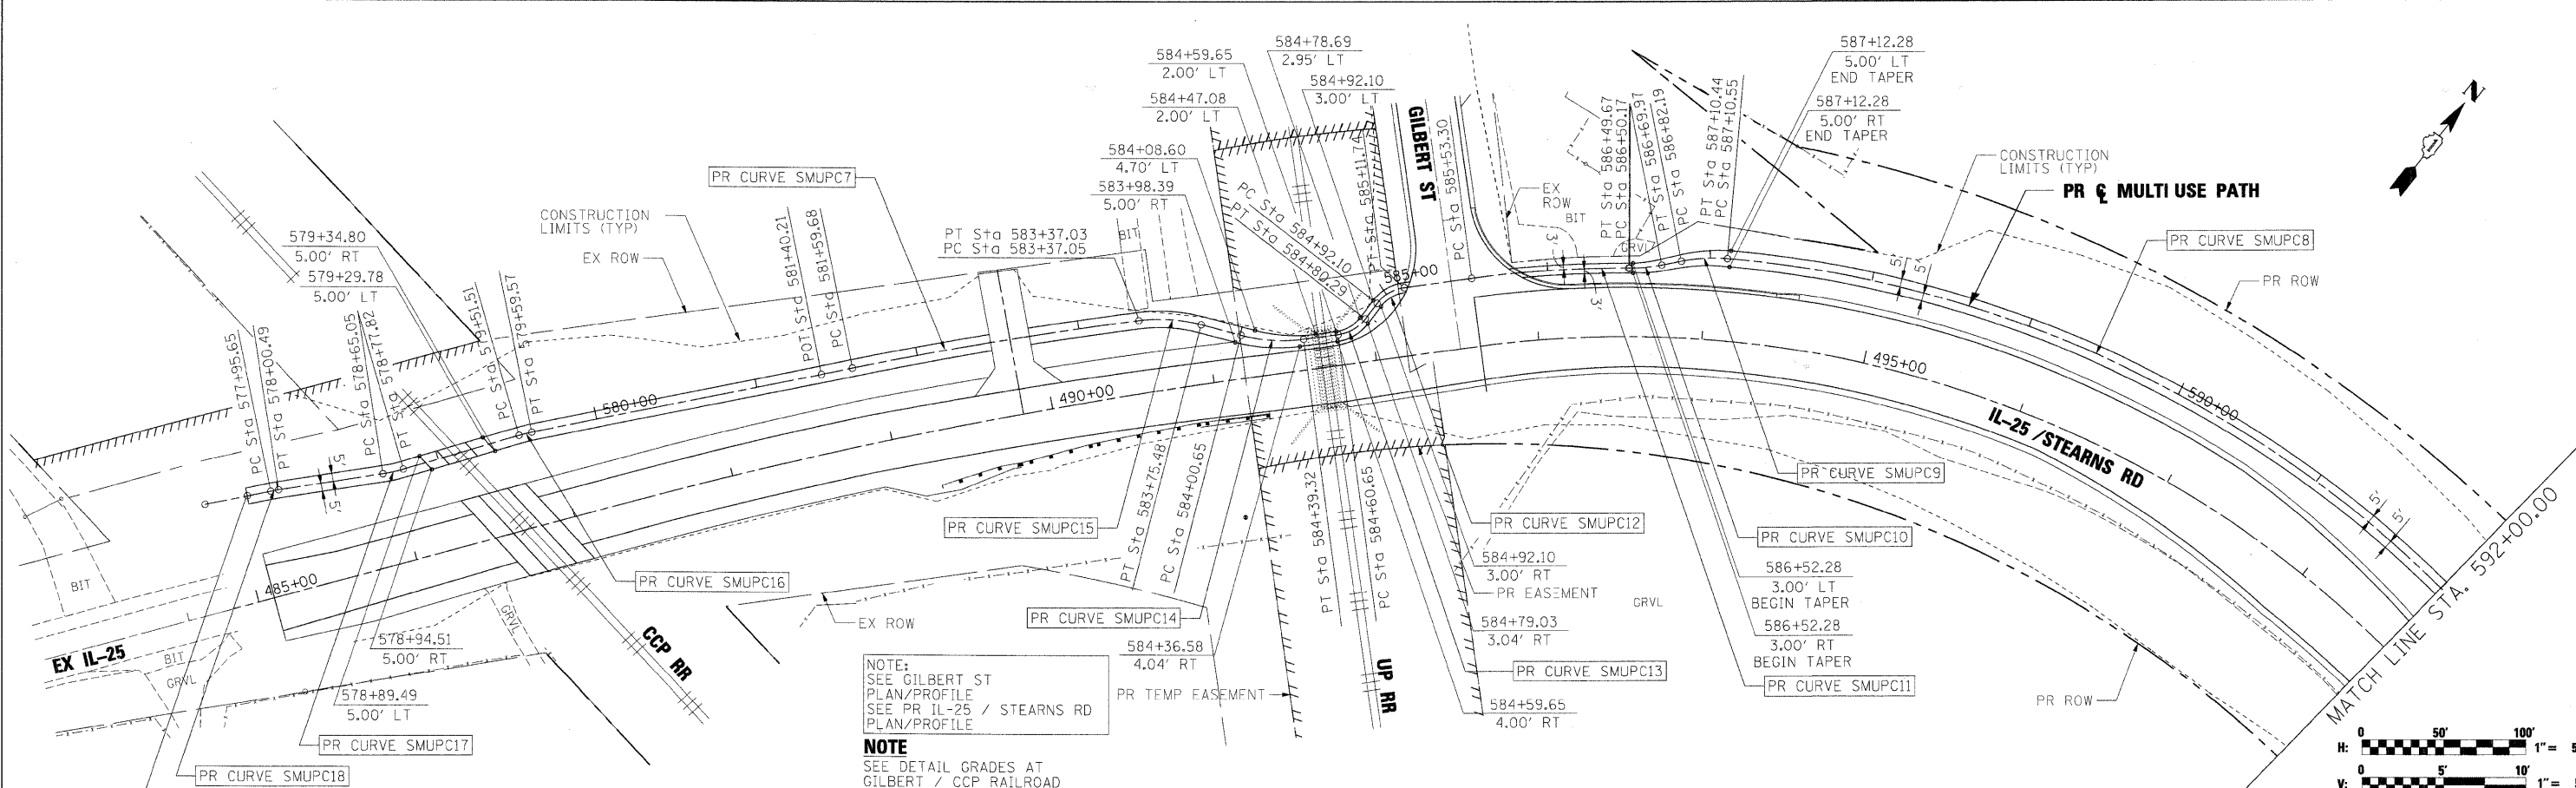 584+59.65
2.00' LT
584+47.08
2.00' LT
584+78.69
2.95' LT
584+92.10
3.00' LT
584+08.60
4.70' LT
583+98.39
5.00' RT
587+12.28
5.00' LT
END TAPER
587+12.28
5.00' RT
END TAPER
N
GILBERT ST
PC Sta 585+53.30
PT Sta 585+11.74
PC Sta 584+92.10
PT Sta 584+80.29
585+00
EX
ROW
BIT
GRVL
3'
3'
PT Sta 586+49.67
PC Sta 586+50.17
PT Sta 586+69.97
PC Sta 586+82.19
PT Sta 587+10.44
PC Sta 587+10.55
CONSTRUCTION
LIMITS (TYP)
PR ℄ MULTI USE PATH
PR CURVE SMUPC8
PR ROW
5'
5'
PR CURVE SMUPC7
CONSTRUCTION
LIMITS (TYP)
EX ROW
579+34.80
5.00' RT
579+29.78
5.00' LT
PT Sta 583+37.03
PC Sta 583+37.05
BIT
POT Sta 581+40.21
PC Sta 581+59.68
PC Sta 577+95.65
PT Sta 578+00.49
PC Sta 578+65.05
PT Sta 578+77.82
PC Sta 579+51.51
PT Sta 579+59.57
5'
5'
580+00
490+00
495+00
590+00
485+00
IL-25 / STEARNS RD
PR CURVE SMUPC9
PR CURVE SMUPC10
PR CURVE SMUPC12
PR CURVE SMUPC15
PR CURVE SMUPC16
PT Sta 583+75.48
PC Sta 584+00.65
PT Sta 584+39.32
PC Sta 584+60.65
584+92.10
3.00' RT
PR EASEMENT
GRVL
584+79.03
3.04' RT
586+52.28
3.00' LT
BEGIN TAPER
586+52.28
3.00' RT
BEGIN TAPER
5'
5'
MATCH LINE STA. 592+00.00
BIT
EX IL-25
BIT
GRVL
GRVL
578+94.51
5.00' RT
578+89.49
5.00' LT
CCP RR
EX ROW
PR CURVE SMUPC14
584+36.58
4.04' RT
PR CURVE SMUPC13
PR CURVE SMUPC11
PR ROW
UP RR
584+59.65
4.00' RT
PR TEMP EASEMENT
NOTE:
SEE GILBERT ST
PLAN/PROFILE
SEE PR IL-25 / STEARNS RD
PLAN/PROFILE
NOTE
SEE DETAIL GRADES AT
GILBERT / CCP RAILROAD
PR CURVE SMUPC17
PR CURVE SMUPC18
0 50' 100'
H: 1"= 5
0 5' 10'
V: 1"=